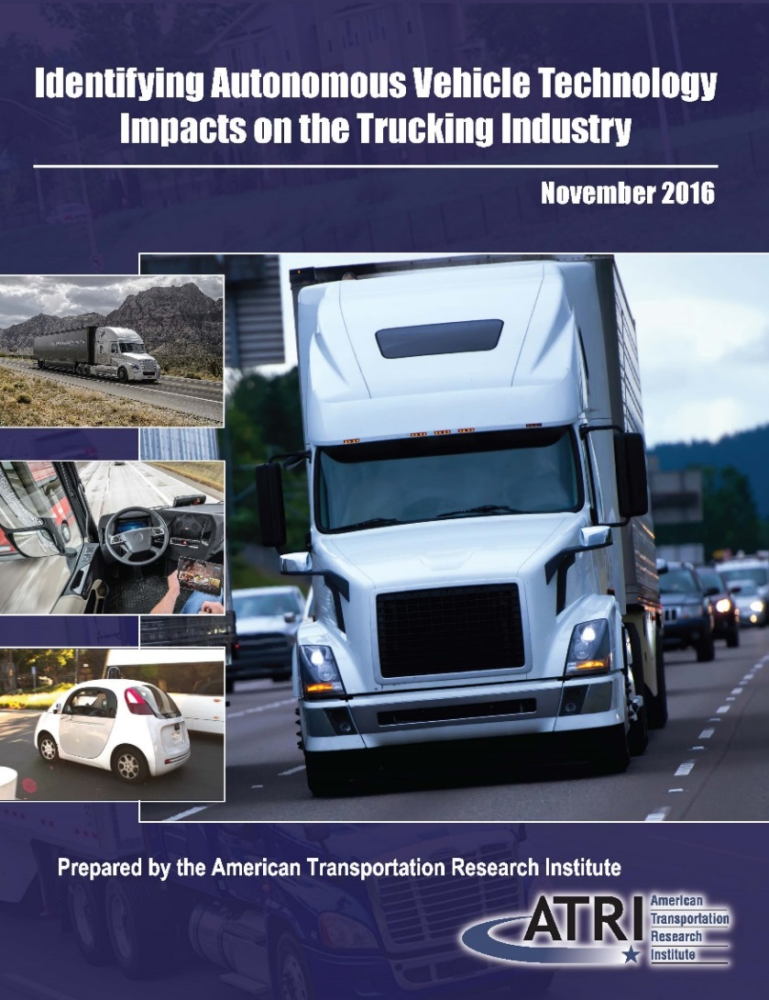 Identifying Autonomous Vehicle Technology
Impacts on the Trucking Industry
November 2016
Prepared by the American Transportation Research Institute
ATRI
American
Transportation
Research
Institute